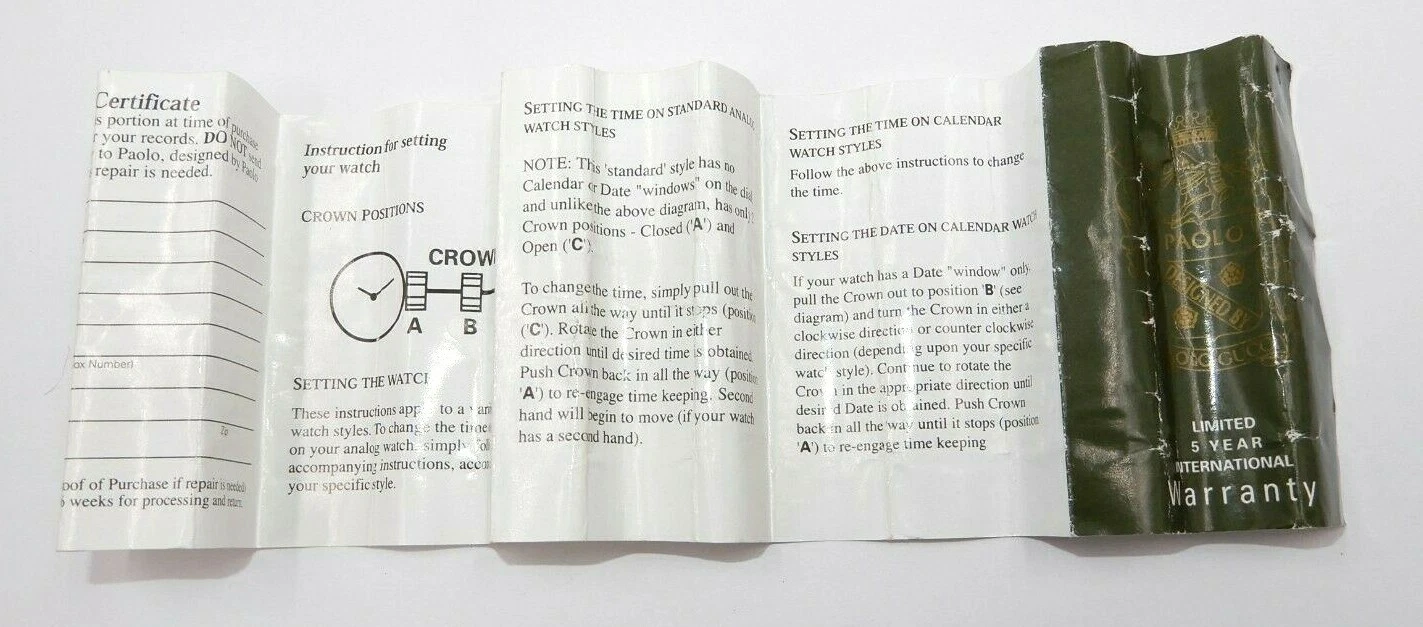 Certificate
s portion at time of purchase
your records. DO NOT send
to Paolo, designed by Paolo
repair is needed.
ax Number)
Zip
oof of Purchase if repair is needed)
6 weeks for processing and return.
Instruction for setting
your watch
CROWN POSITIONS
CROW
A B
SETTING THE WATC
These instructions app to a
watch styles. To change the time
on your analog watch, simply
accompanying instructions,
your specific style.
SETTING THE TIME ON STANDARD ANALO
WATCH STYLES
NOTE: This 'standard' style has no
Calendar or Date "windows" on the dial
and unlike the above diagram, has only
Crown positions - Closed ('A') and
Open ('C').
To change the time, simply pull out the
Crown all the way until it stops (position
('C'). Rotate the Crown in either
direction until desired time is obtained.
Push Crown back in all the way (position
'A') to re-engage time keeping. Second
hand will begin to move (if your watch
has a second hand).
SETTING THE TIME ON CALENDAR
WATCH STYLES
Follow the above instructions to change
the time.
SETTING THE DATE ON CALENDAR WATCH
STYLES
If your watch has a Date "window" only,
pull the Crown out to position 'B' (see
diagram) and turn the Crown in either a
clockwise direction or counter clockwise
direction (depending upon your specific
watch style). Continue to rotate the
Crown in the appropriate direction until
desired Date is obtained. Push Crown
back in all the way until it stops (position
'A') to re-engage time keeping
PAOLO
DESIGNED BY
PAOLO GUCCI
LIMITED
5 YEAR
INTERNATIONAL
Warranty